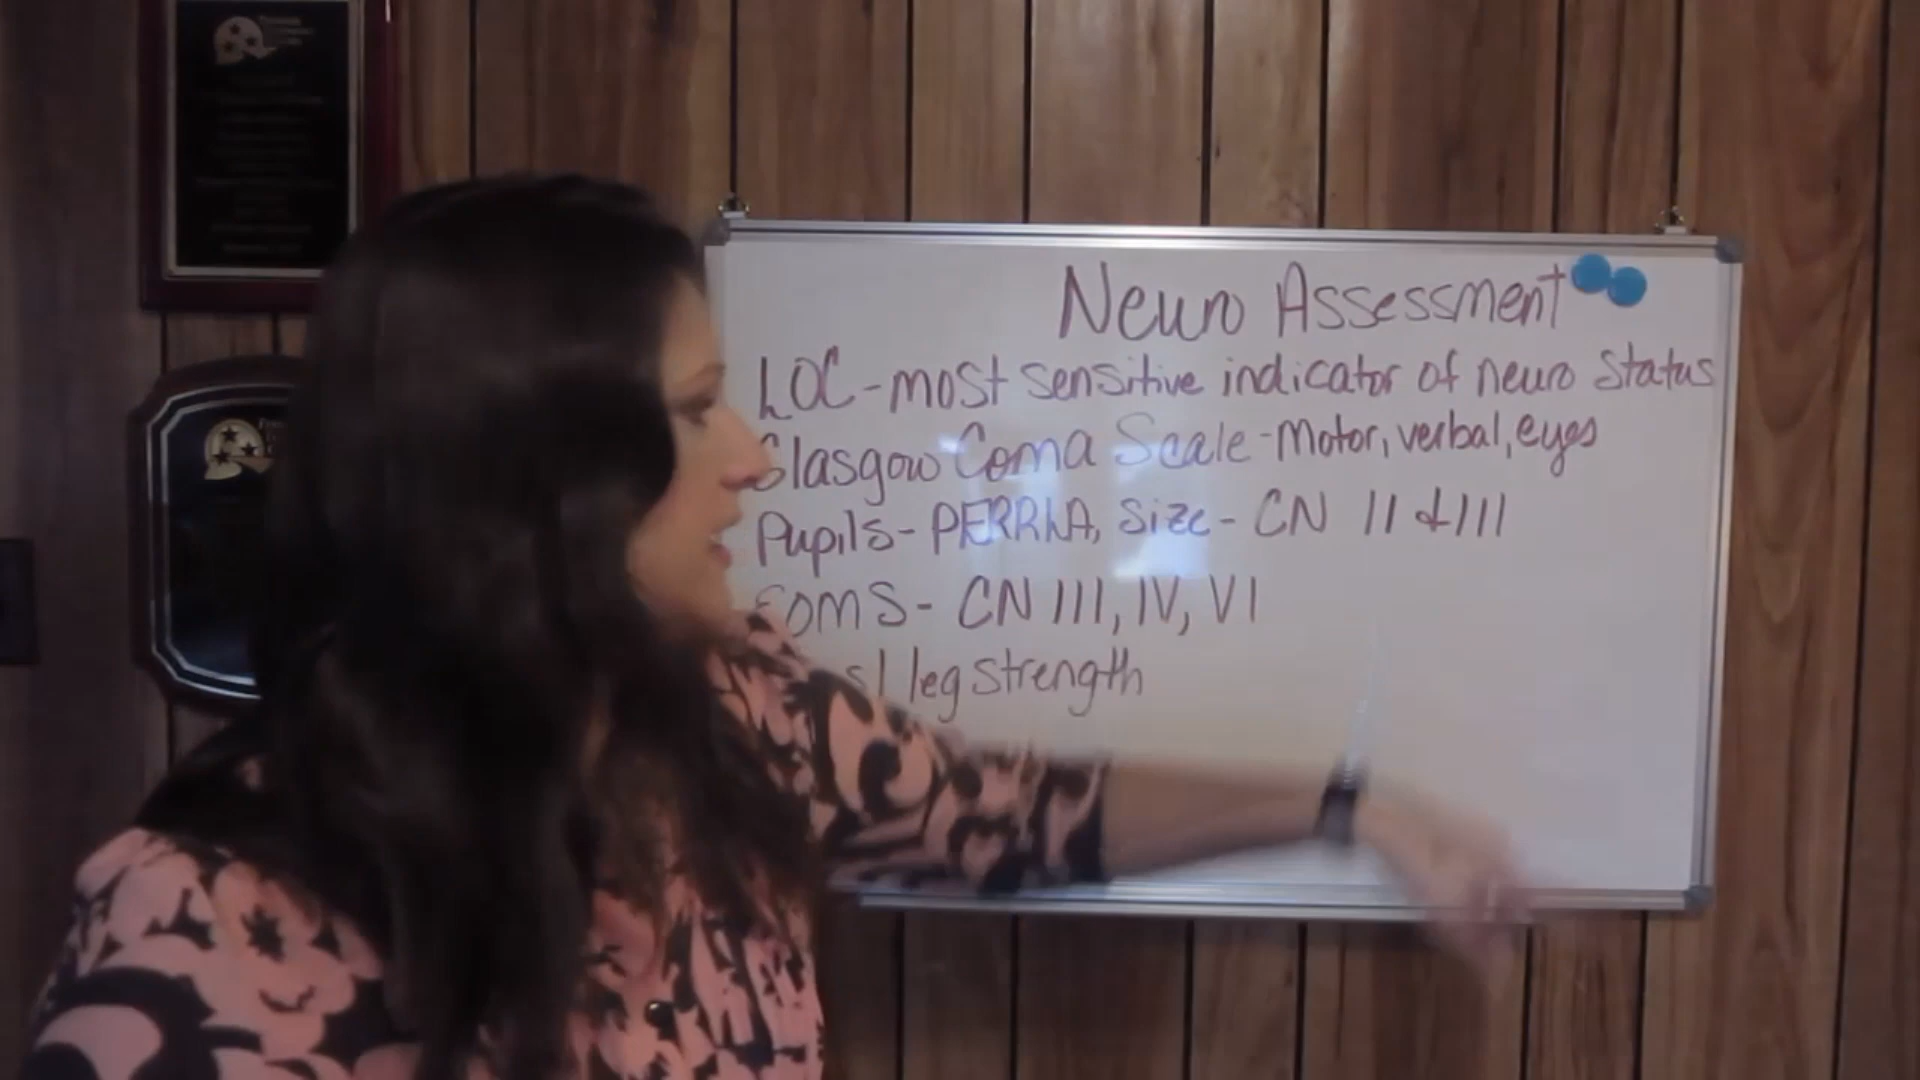 Neuro Assessment
LOC-most sensitive indicator of neuro status
Glasgow Coma Scale-Motor, verbal, eyes
Pupils-PERRLA, size-CN II & III
EOMS-CN III, IV, VI
leg strength